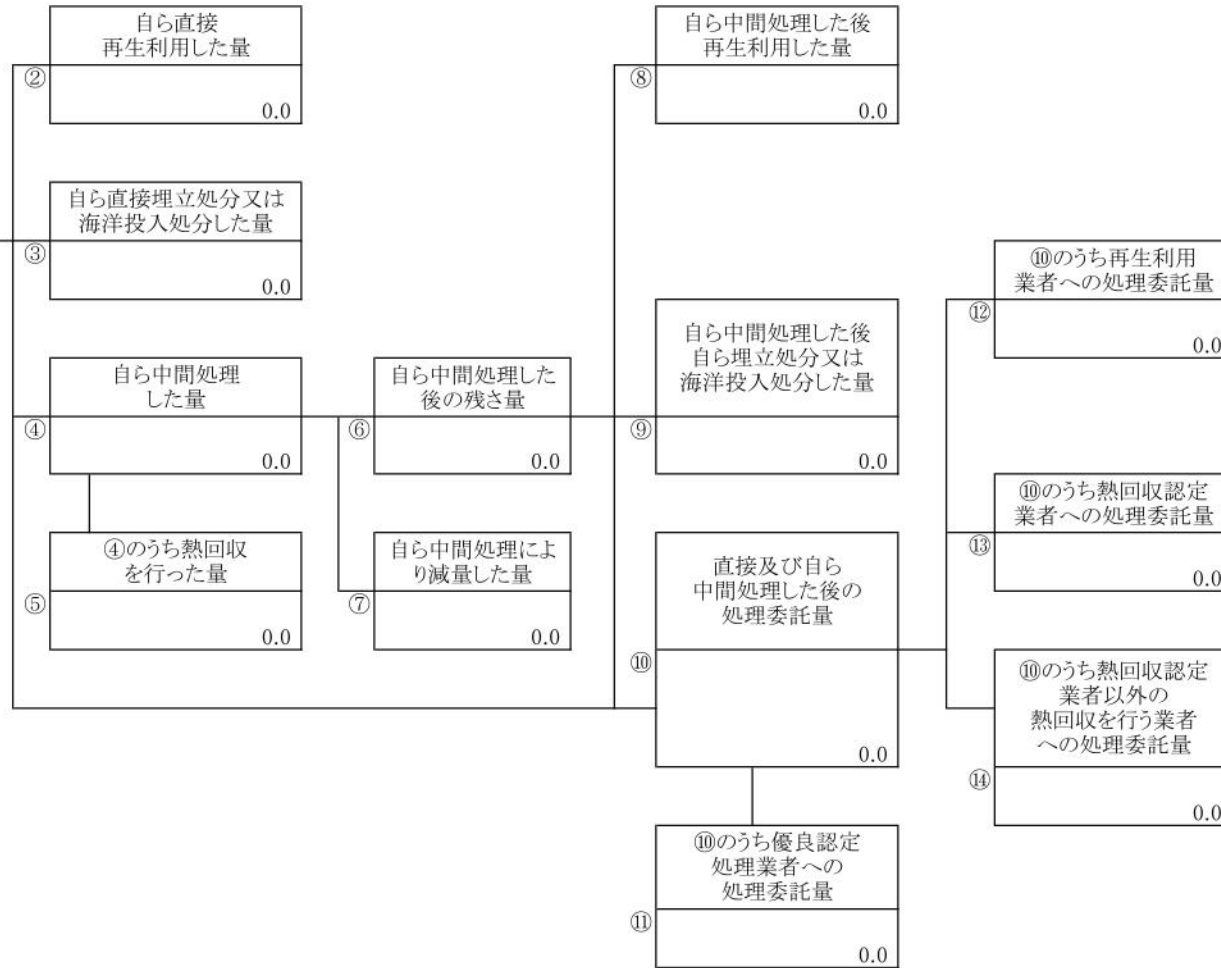 自ら直接
再生利用した量
②
0.0
自ら中間処理した後
再生利用した量
⑧
0.0
自ら直接埋立処分又は
海洋投入処分した量
③
0.0
⑩のうち再生利用
業者への処理委託量
⑫
0.0
自ら中間処理した後
自ら埋立処分又は
海洋投入処分した量
⑨
0.0
自ら中間処理
した量
④
0.0
自ら中間処理した
後の残さ量
⑥
0.0
⑩のうち熱回収認定
業者への処理委託量
⑬
0.0
④のうち熱回収
を行った量
⑤
0.0
自ら中間処理によ
り減量した量
⑦
0.0
直接及び自ら
中間処理した後の
処理委託量
⑩
0.0
⑩のうち熱回収認定
業者以外の
熱回収を行う業者
への処理委託量
⑭
0.0
⑩のうち優良認定
処理業者への
処理委託量
⑪
0.0